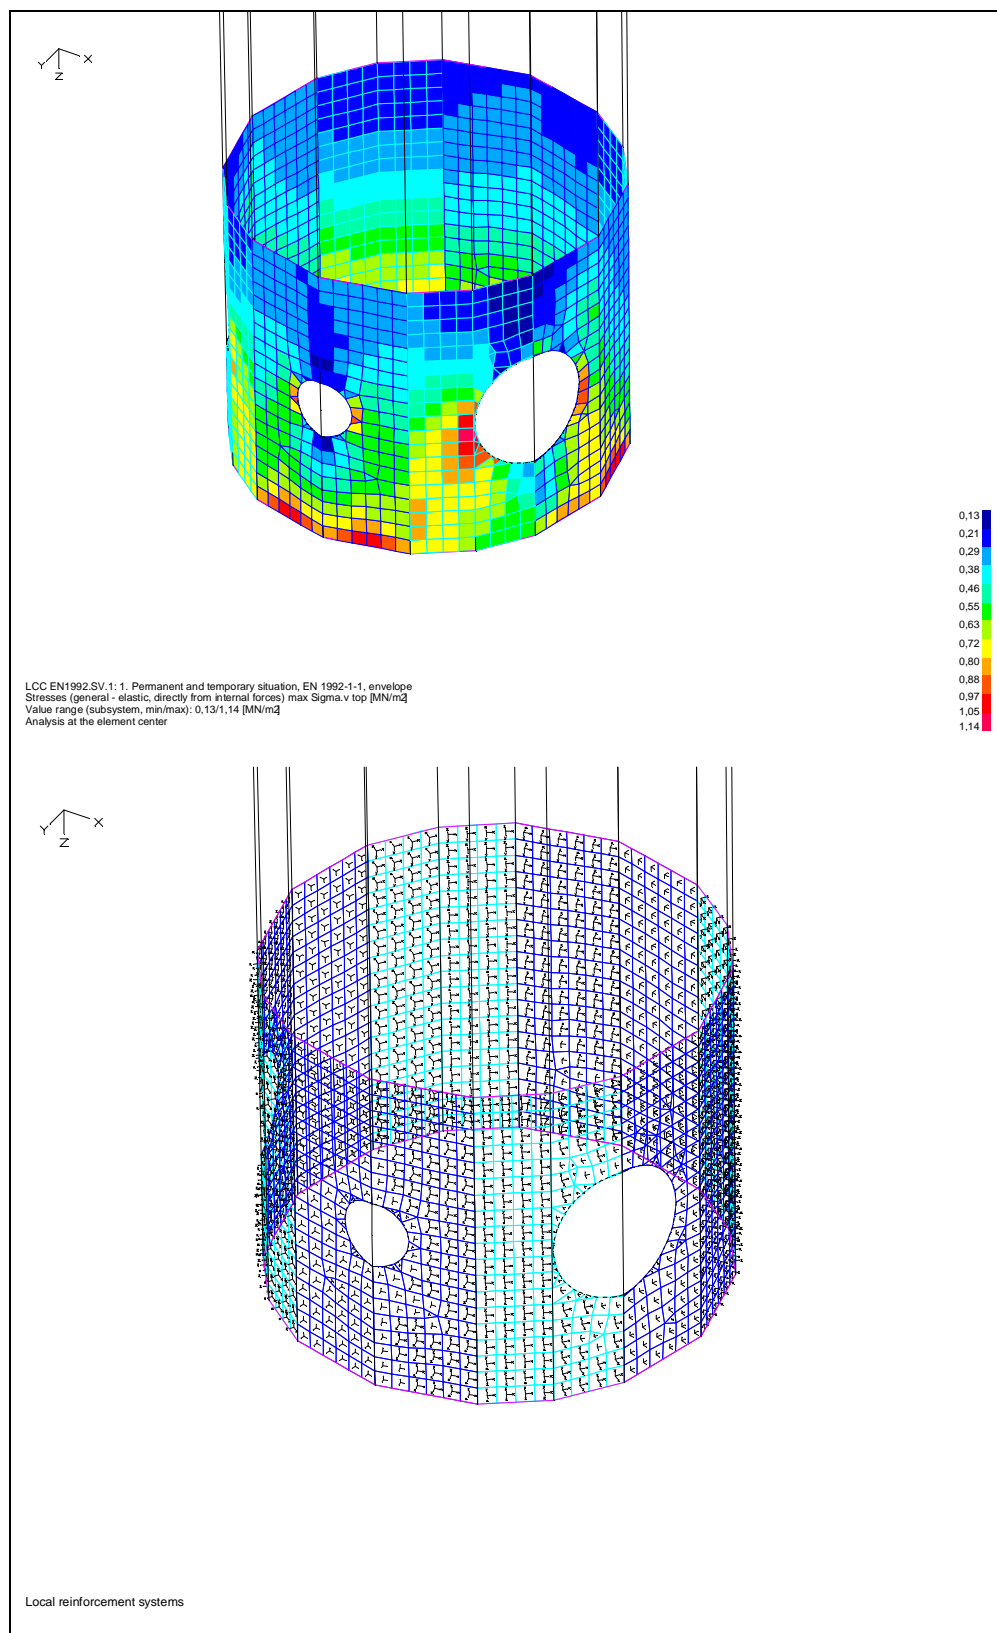 Y X
Z
0,13
0,21
0,29
0,38
0,46
0,55
0,63
0,72
0,80
0,88
0,97
1,05
1,14
LCC EN1992.SV.1: 1. Permanent and temporary situation, EN 1992-1-1, envelope
Stresses (general - elastic, directly from internal forces) max Sigma.v top [MN/m2]
Value range (subsystem, min/max): 0,13/1,14 [MN/m2]
Analysis at the element center
Y X
Z
Local reinforcement systems